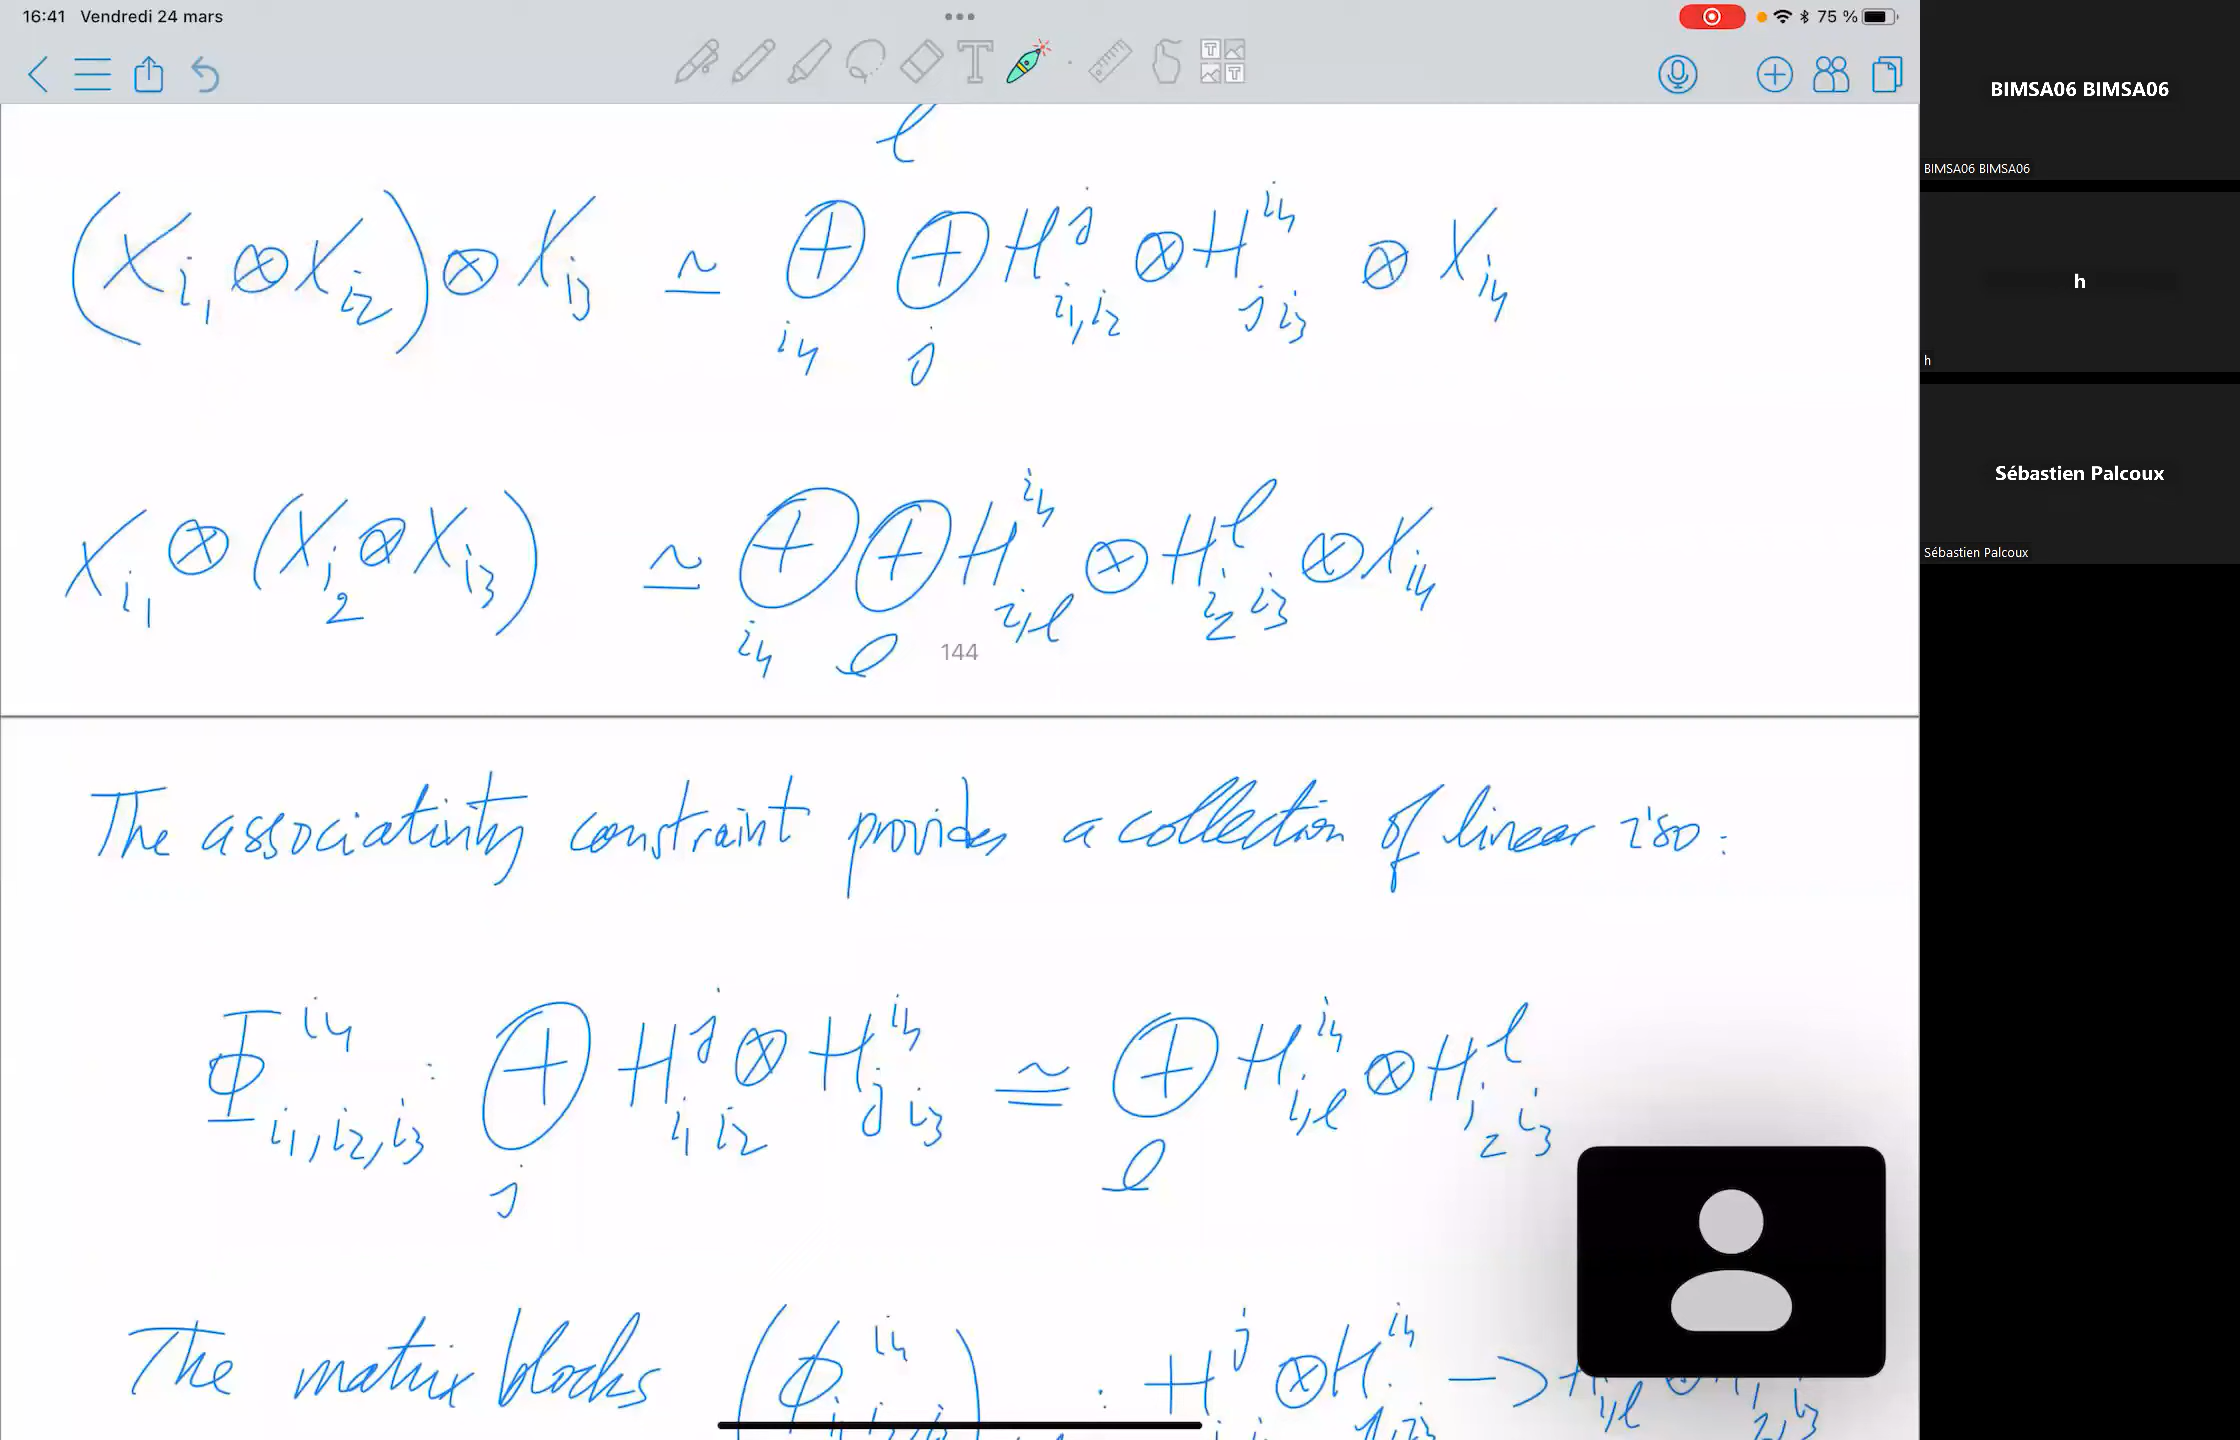 16:41 Vendredi 24 mars
75 %
ℓ
(X_{i_1} ⊗ X_{i_2}) ⊗ X_{i_3} ≃ ⊕_{i_4} ⊕_j H^j_{i_1,i_2} ⊗ H^{i_4}_{j i_3} ⊗ X_{i_4}
X_{i_1} ⊗ (X_{i_2} ⊗ X_{i_3}) ≃ ⊕_{i_4} ⊕_ℓ H^{i_4}_{i_1 ℓ} ⊗ H^ℓ_{i_2 i_3} ⊗ X_{i_4}
144
The associativity constraint provides a collection of linear iso:
Φ^{i_4}_{i_1,i_2,i_3} : ⊕_j H^j_{i_1 i_2} ⊗ H^{i_4}_{j i_3} ≅ ⊕_ℓ H^{i_4}_{i_1 ℓ} ⊗ H^ℓ_{i_2 i_3}
The matrix blocks (Φ^{i_4}) : H^j ⊗ H^{i_4} →
BIMSA06 BIMSA06
BIMSA06 BIMSA06
h
h
Sébastien Palcoux
Sébastien Palcoux